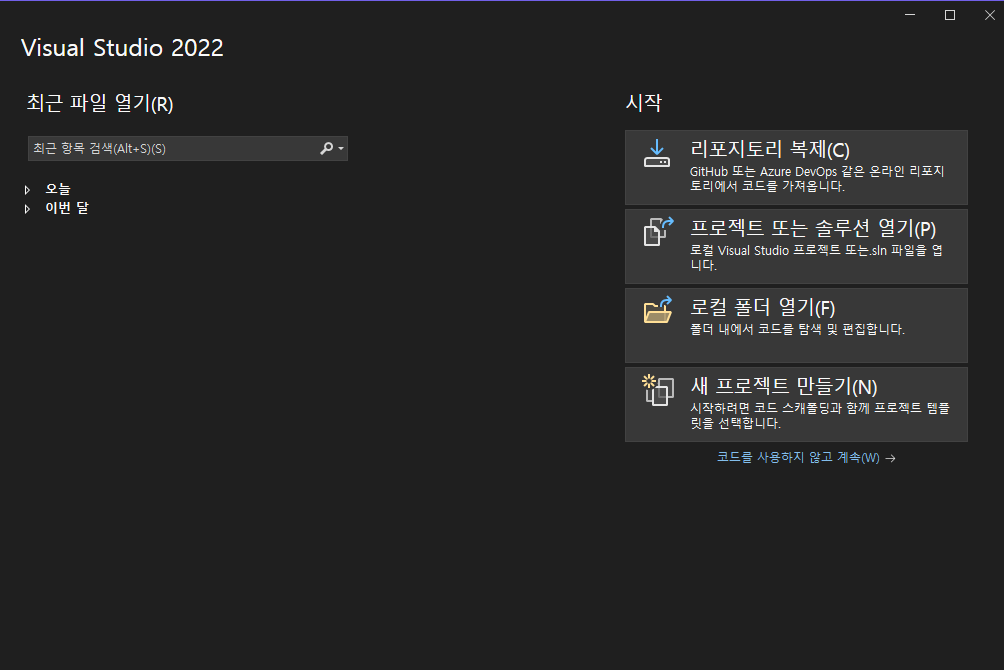 Visual Studio 2022
최근 파일 열기(R)
최근 항목 검색(Alt+S)(S)
오늘
이번 달
시작
리포지토리 복제(C)
GitHub 또는 Azure DevOps 같은 온라인 리포지
토리에서 코드를 가져옵니다.
프로젝트 또는 솔루션 열기(P)
로컬 Visual Studio 프로젝트 또는.sln 파일을 엽
니다.
로컬 폴더 열기(F)
폴더 내에서 코드를 탐색 및 편집합니다.
새 프로젝트 만들기(N)
시작하려면 코드 스캐폴딩과 함께 프로젝트 템플
릿을 선택합니다.
코드를 사용하지 않고 계속(W) →